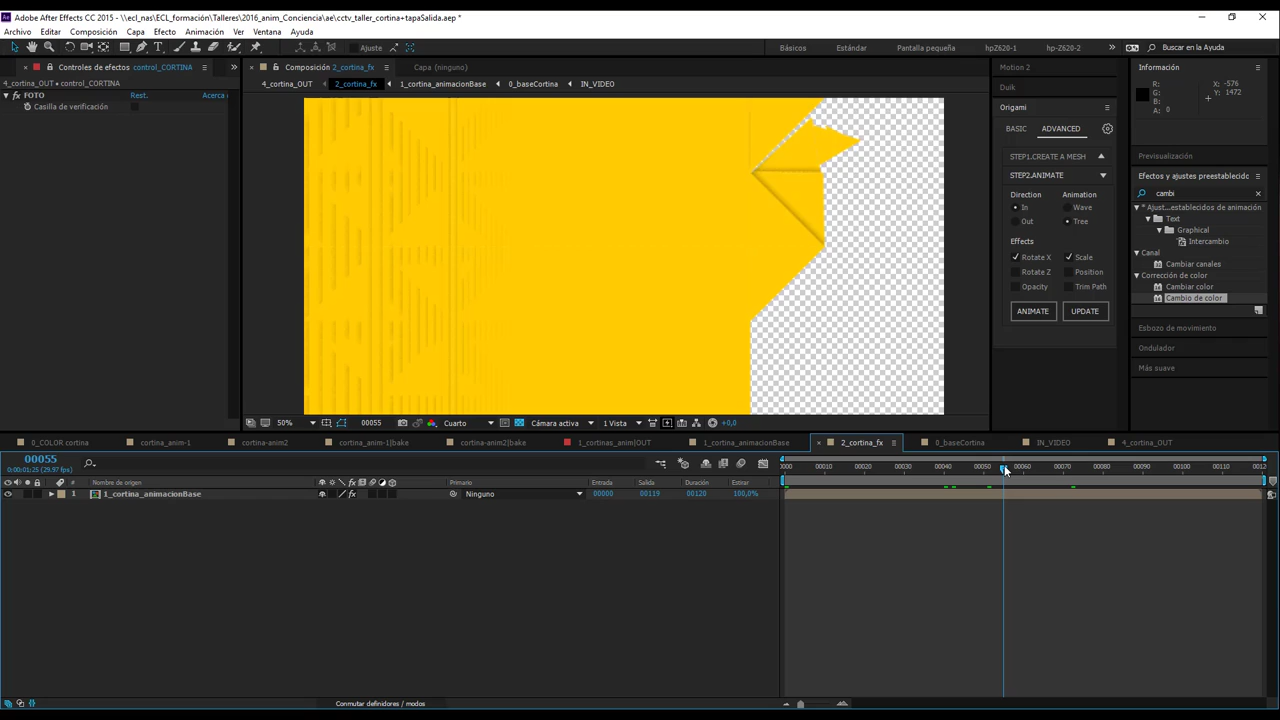 Adobe After Effects CC 2015 - \\ecl_nas\ECL_formación\Talleres\2016_anim_Conciencia\ae\cctv_taller_cortina+tapaSalida.aep *
Archivo Editar Composición Capa Efecto Animación Ver Ventana Ayuda
Ajuste Básicos Estándar Pantalla pequeña hpZ620-1 hp-Z620-2 Buscar en la Ayuda
Controles de efectos control_CORTINA Composición 2_cortina_fx Capa (ninguno) Motion 2 Información
4_cortina_OUT • control_CORTINA 4_cortina_OUT 2_cortina_fx 1_cortina_animacionBase 0_baseCortina IN_VIDEO Duik
R: G: B: A: 0 X: -576 Y: 1472
FOTO Rest. Acerca
Casilla de verificación
Origami
BASIC ADVANCED
STEP1.CREATE A MESH
STEP2.ANIMATE
Direction Animation
In Wave
Out Tree
Effects
Rotate X Scale
Rotate Z Position
Opacity Trim Path
ANIMATE UPDATE
Previsualización
Efectos y ajustes preestablecido
cambi
* Ajust...establecidos de animación
Text
Graphical
Intercambio
Canal
Cambiar canales
Corrección de color
Cambiar color
Cambio de color
Esbozo de movimiento
Ondulador
Más suave
50% 00055 Cuarto Cámara activa 1 Vista +0,0
0_COLOR cortina cortina_anim-1 cortina-anim2 cortina_anim-1|bake cortina-anim2|bake 1_cortinas_anim|OUT 1_cortina_animacionBase 2_cortina_fx 0_baseCortina IN_VIDEO 4_cortina_OUT
00055
0:00:01:25 (29.97 fps)
0000 00010 00020 00030 00040 00050 00060 00070 00080 00090 00100 00110 0012
# Nombre de origen Primario Entrada Salida Duración Estirar
1 1_cortina_animacionBase Ninguno 00000 00119 00120 100,0%
Conmutar definidores / modos